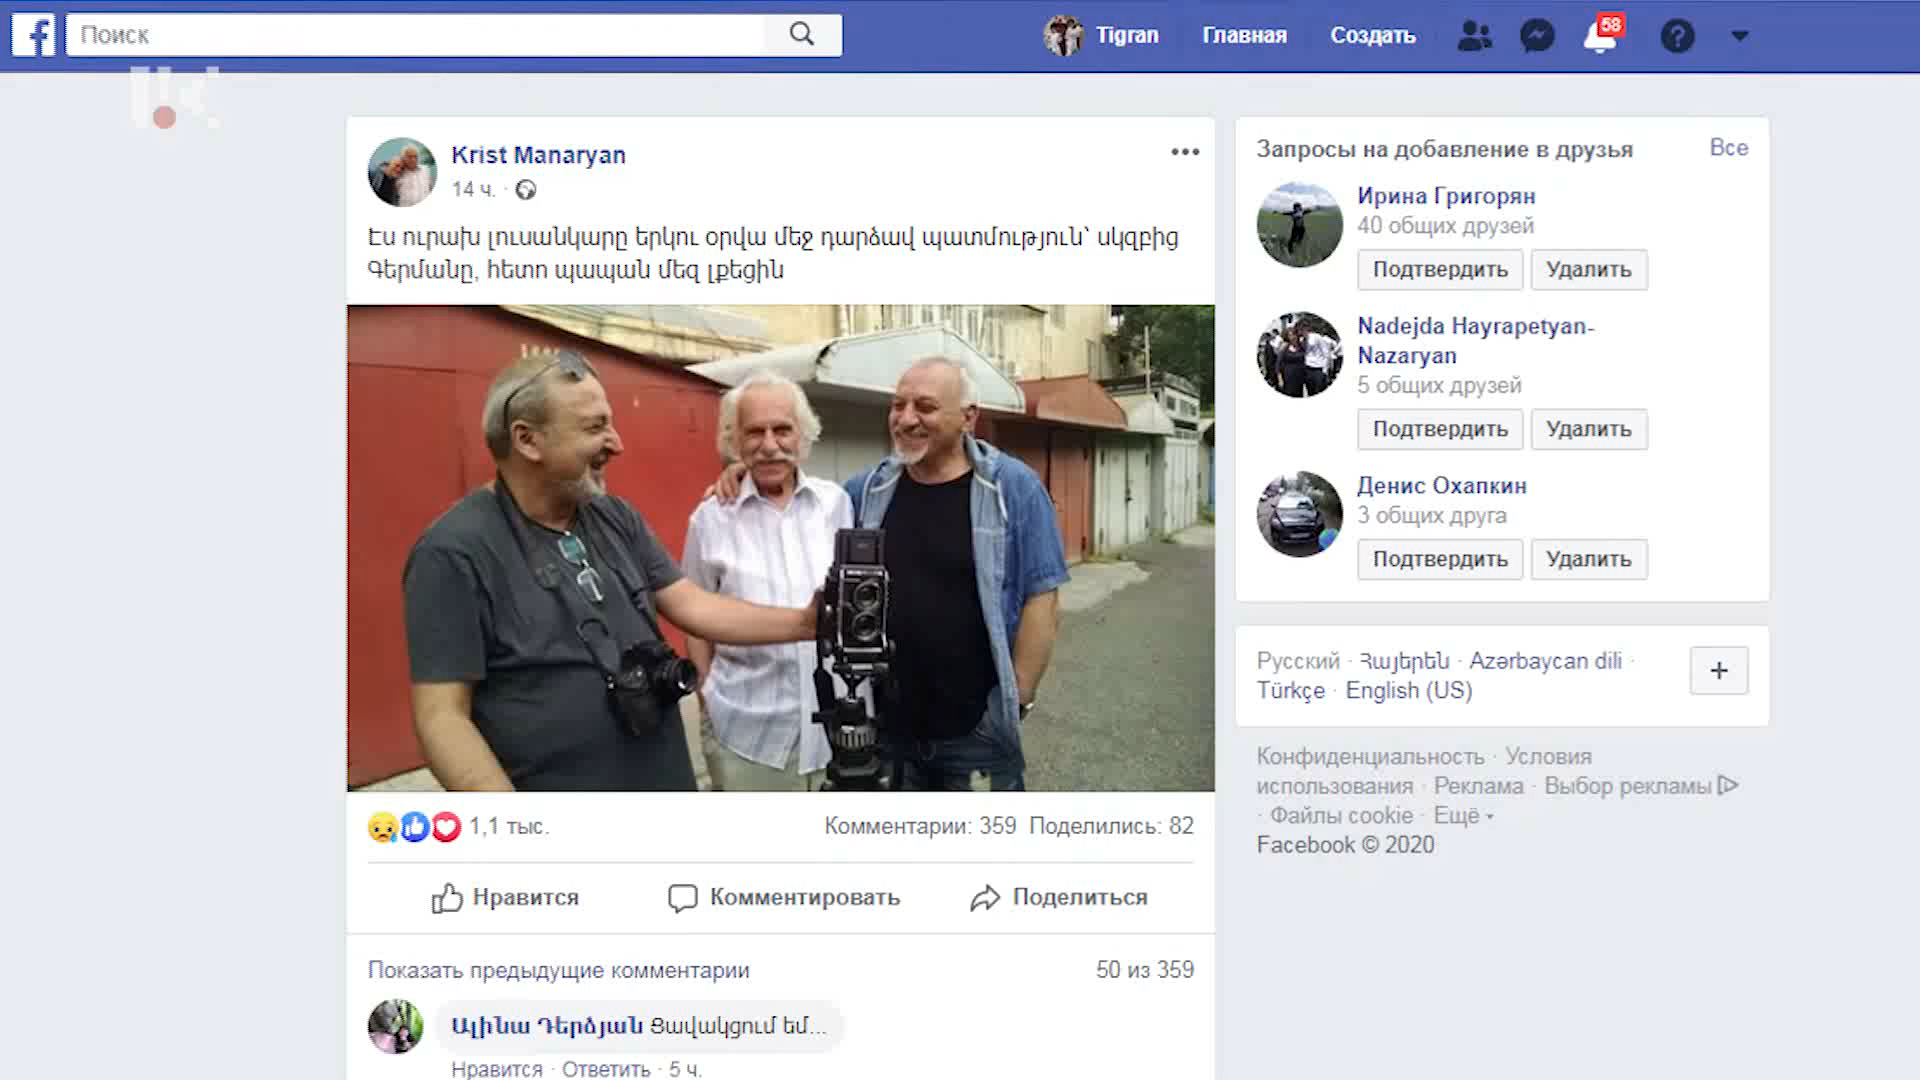 Поиск
Tigran
Главная
Создать
58
Krist Manaryan
14 ч. ·
Էս ուրախ լուսանկարը երկու օրվա մեջ դարձավ պատմություն՝ սկզբից
Գերմանը, հետո պապան մեզ լքեցին
1,1 тыс.
Комментарии: 359 Поделились: 82
Нравится
Комментировать
Поделиться
Показать предыдущие комментарии
50 из 359
Ալինա Դերձյան Ցավակցում եմ...
Нравится · Ответить · 5 ч.
Запросы на добавление в друзья
Все
Ирина Григорян
40 общих друзей
Подтвердить
Удалить
Nadejda Hayrapetyan-
Nazaryan
5 общих друзей
Подтвердить
Удалить
Денис Охапкин
3 общих друга
Подтвердить
Удалить
Русский · Հայերեն · Azərbaycan dili ·
Türkçe · English (US)
Конфиденциальность · Условия
использования · Реклама · Выбор рекламы
· Файлы cookie · Ещё
Facebook © 2020